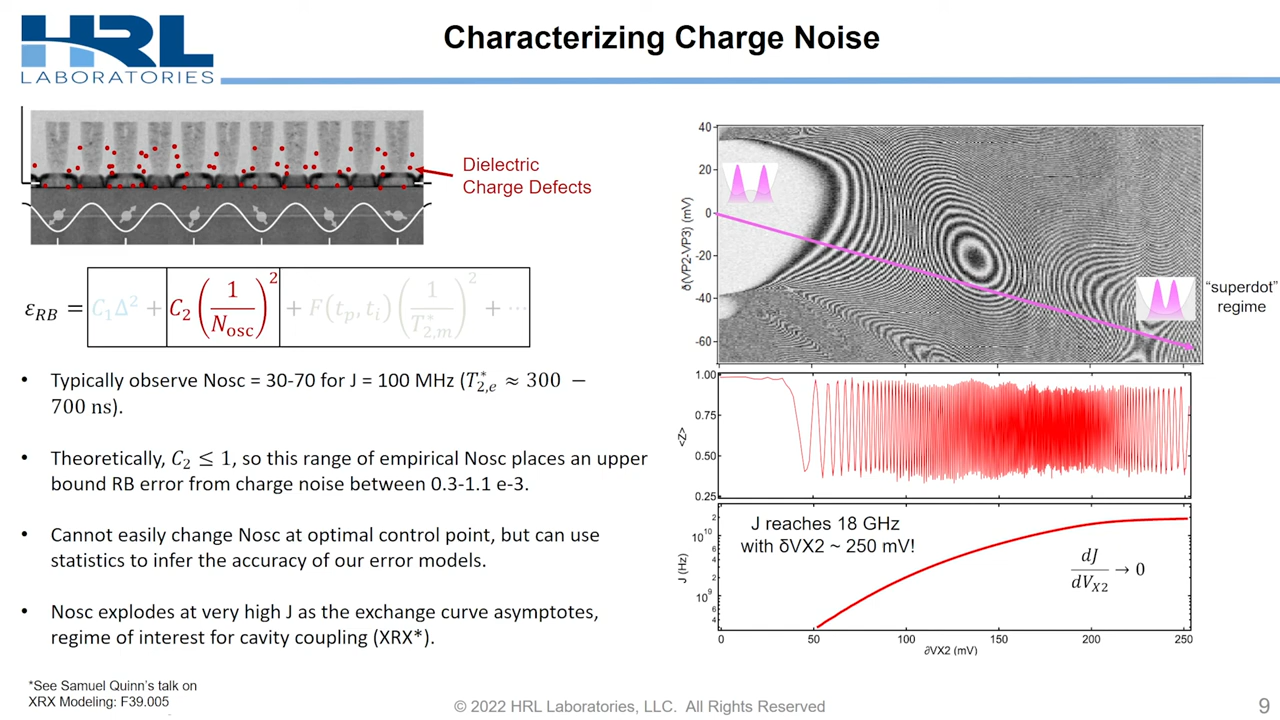 HRL
LABORATORIES
Characterizing Charge Noise
Dielectric
Charge Defects
ε_RB = C₁Δ² + C₂ (1/N_osc)² + F(t_p, t_i) (1/T*_2,m)² + ⋯
• Typically observe Nosc = 30-70 for J = 100 MHz (T*_2,e ≈ 300 −
700 ns).
• Theoretically, C₂ ≤ 1, so this range of empirical Nosc places an upper
bound RB error from charge noise between 0.3-1.1 e-3.
• Cannot easily change Nosc at optimal control point, but can use
statistics to infer the accuracy of our error models.
• Nosc explodes at very high J as the exchange curve asymptotes,
regime of interest for cavity coupling (XRX*).
*See Samuel Quinn's talk on
XRX Modeling: F39.005
δ(VP2-VP3) (mV)
40
20
0
-20
-40
-60
“superdot”
regime
<Z>
1.00
0.75
0.50
0.25
J (Hz)
2
10¹⁰
6
4
2
10⁹
6
4
J reaches 18 GHz
with δVX2 ~ 250 mV!
dJ/dV_X2 → 0
0 50 100 150 200 250
∂VX2 (mV)
© 2022 HRL Laboratories, LLC. All Rights Reserved
9